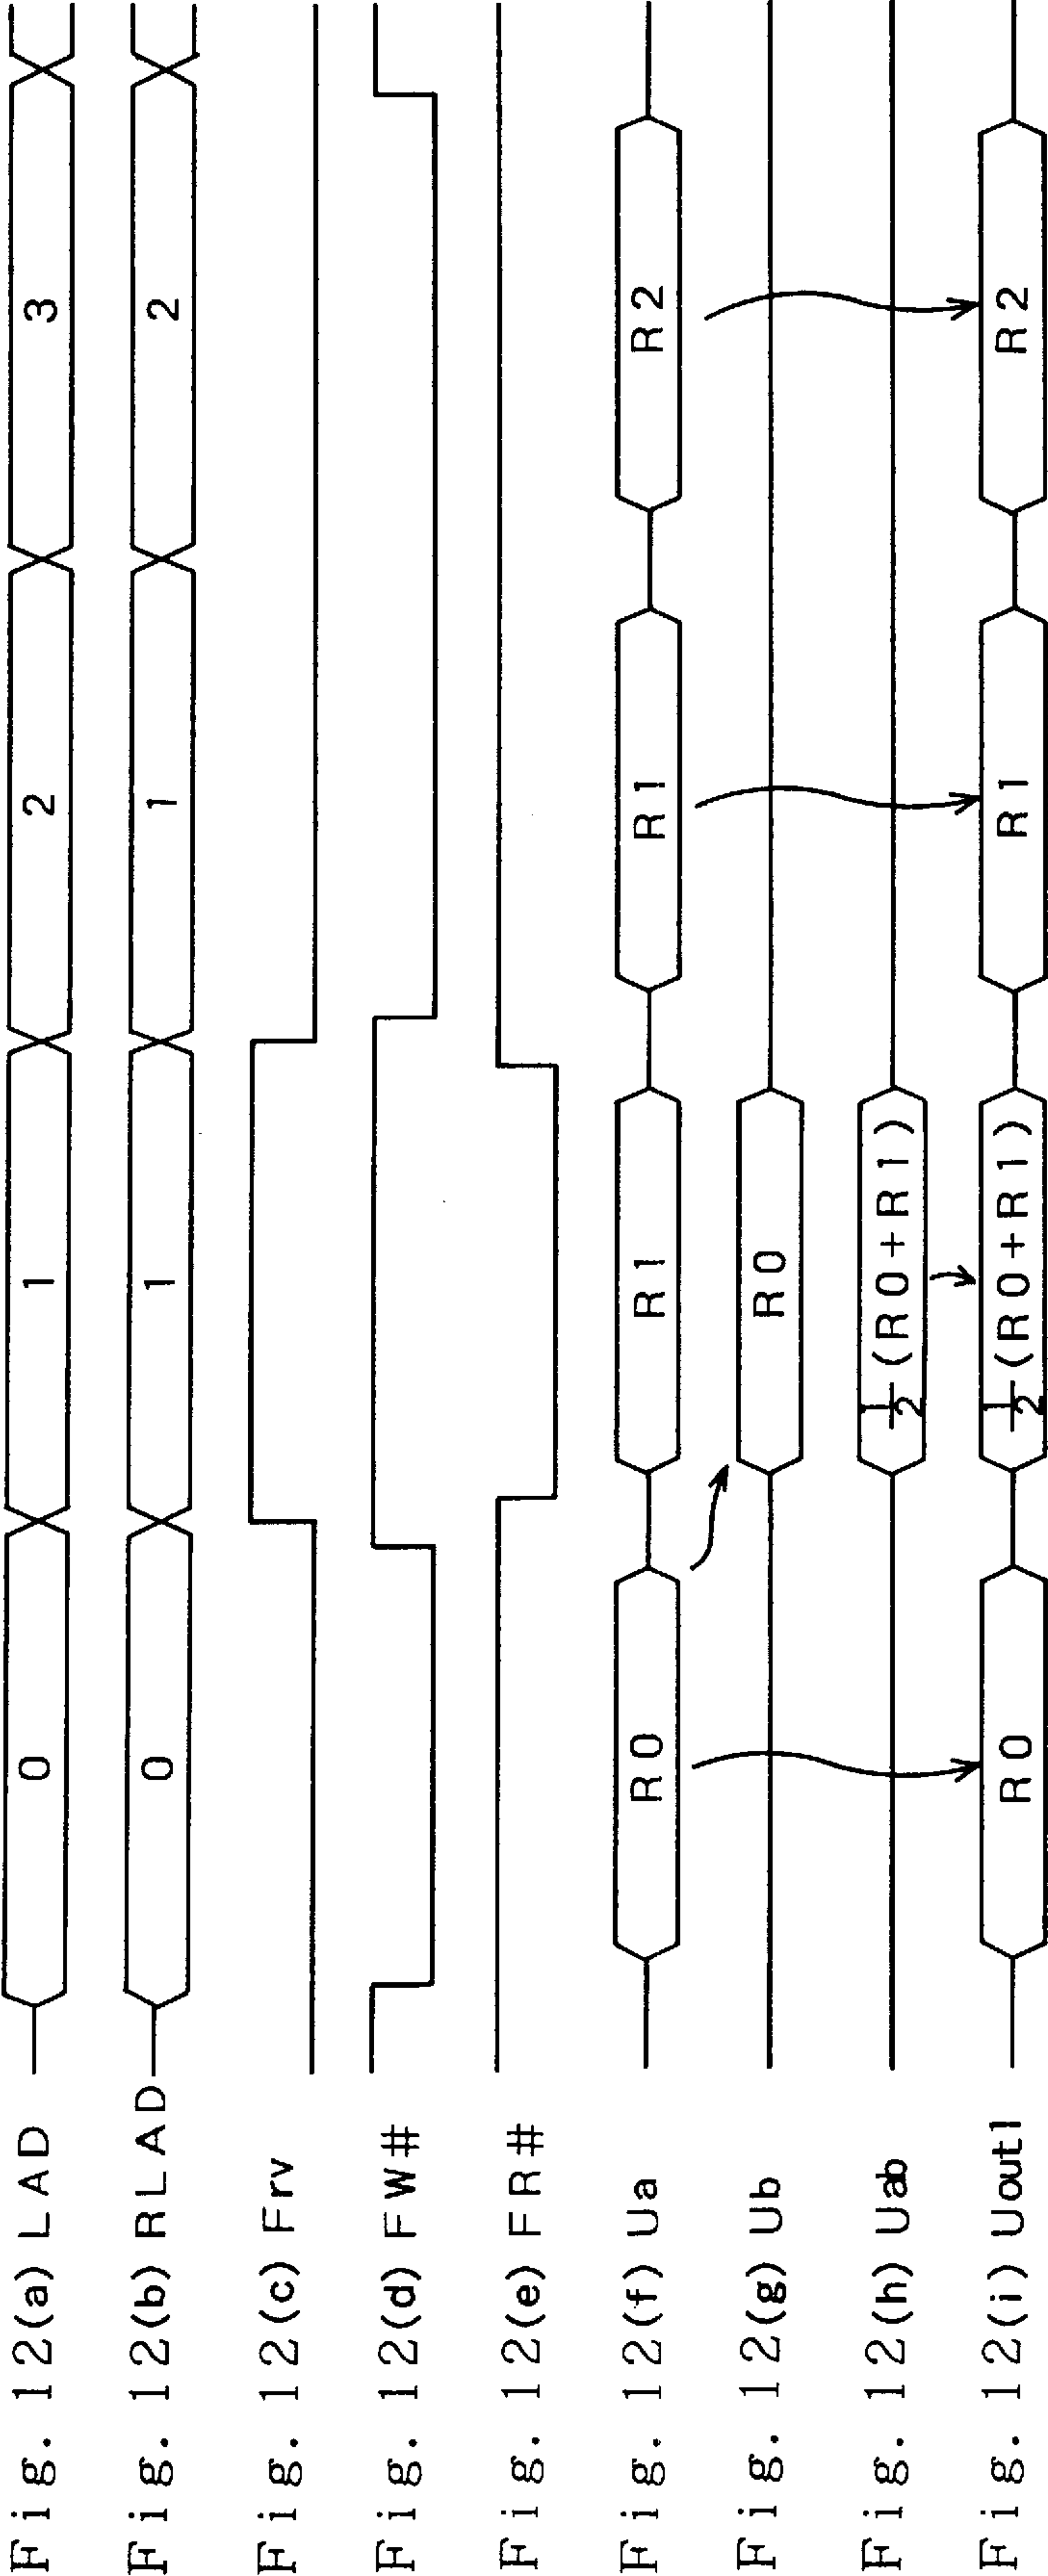 Fig. 12(a) LAD 0 1 2 3
Fig. 12(b) RLAD 0 1 1 2
Fig. 12(c) Frv
Fig. 12(d) FW#
Fig. 12(e) FR#
Fig. 12(f) Ua R0 R1 R1 R2
Fig. 12(g) Ub R0
Fig. 12(h) Uab 1/2 (R0+R1)
Fig. 12(i) Uout1 R0 1/2 (R0+R1) R1 R2